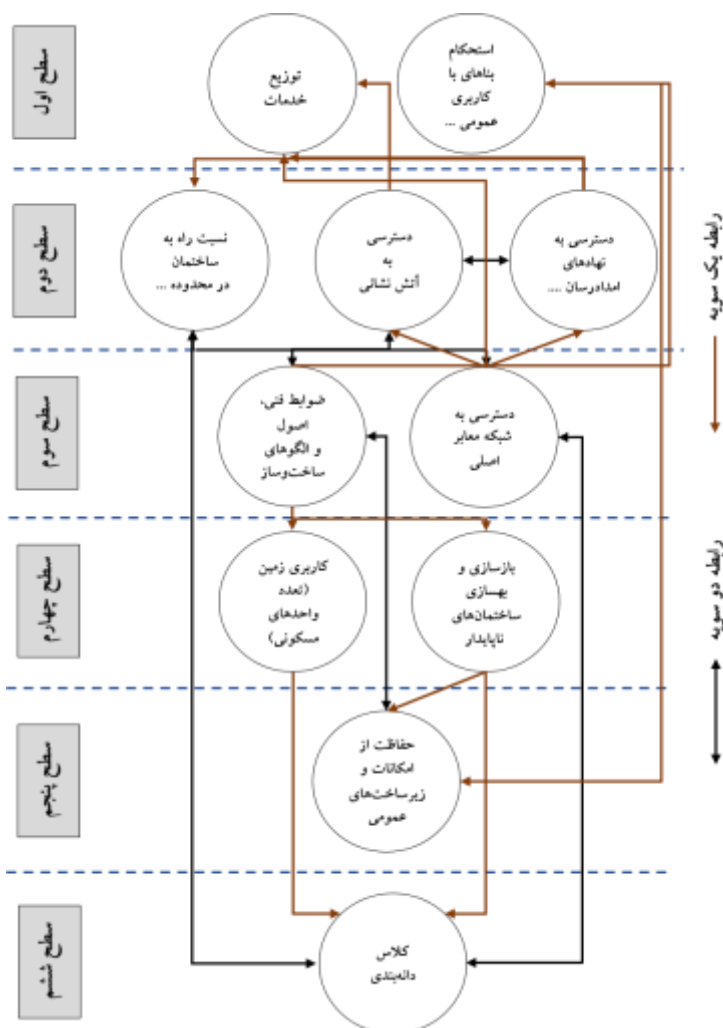 سطح اول
استحکام
بناهای با
کاربری
عمومی ...
توزیع
خدمات
سطح دوم
دسترسی به
نهادهای
امدادرسان ....
دسترسی
به
آتش نشانی
نسبت راه به
ساختمان
در محدوده ...
سطح سوم
دسترسی به
شبکه معابر
اصلی
ضوابط فنی،
اصول
و الگوهای
ساخت‌وساز
سطح چهارم
بازسازی و
بهسازی
ساختمان‌های
ناپایدار
کاربری زمین
(تعدد
واحدهای
مسکونی)
سطح پنجم
حفاظت از
امکانات و
زیرساخت‌های
عمومی
سطح ششم
کلاس
دانه‌بندی
رابطه یک سویه
رابطه دو سویه